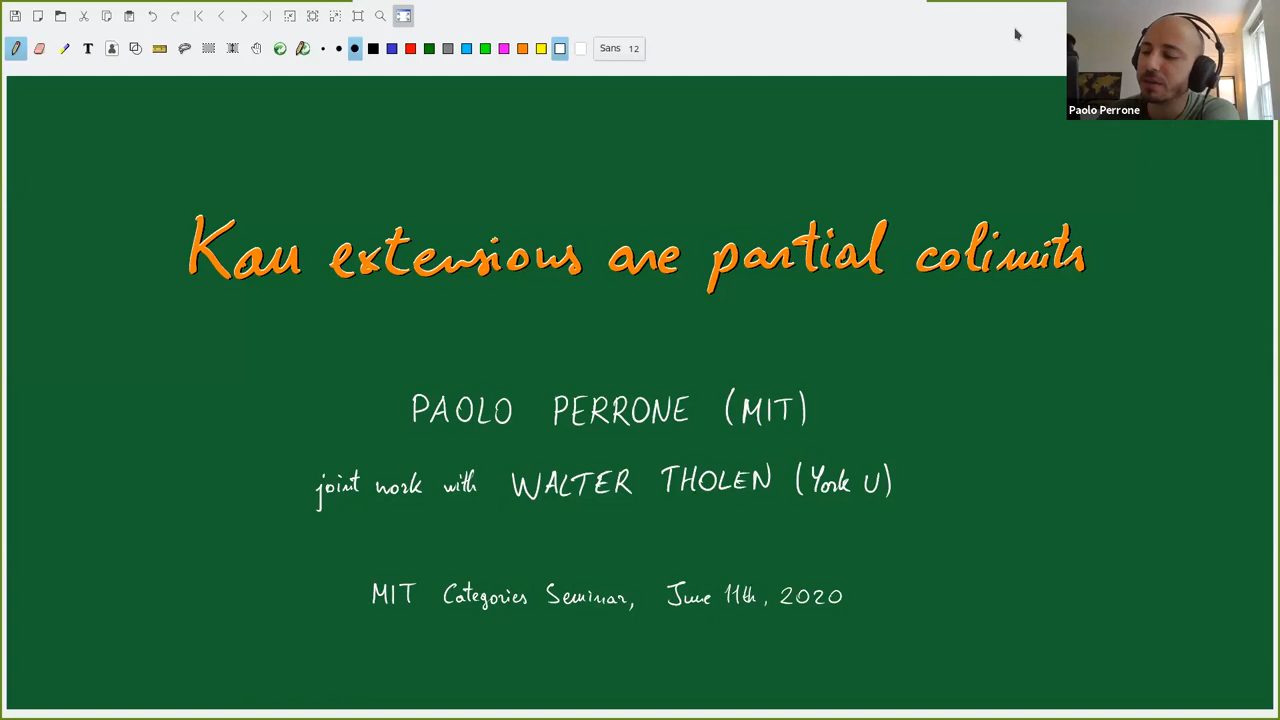 Sans 12
Paolo Perrone
Kan extensions are partial colimits
PAOLO PERRONE (MIT)
joint work with WALTER THOLEN (York U)
MIT Categories Seminar, June 11th, 2020